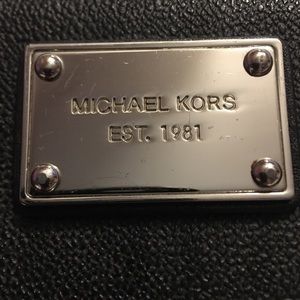 MICHAEL KORS
EST. 1981